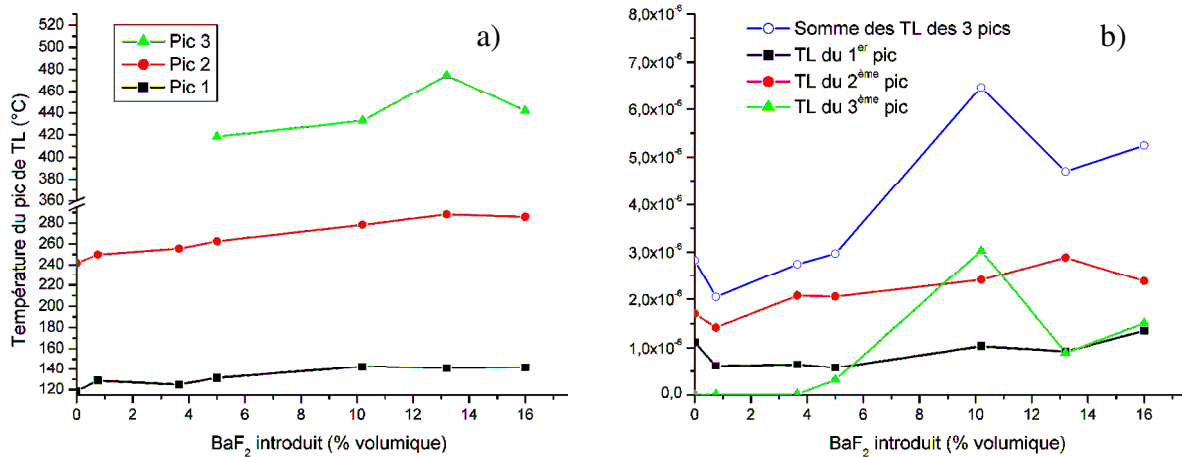 a)
Pic 3
Pic 2
Pic 1
Température du pic de TL (°C)
520
500
480
460
440
420
360
280
260
240
220
200
180
160
140
120
0 2 4 6 8 10 12 14 16
BaF₂ introduit (% volumique)
b)
Somme des TL des 3 pics
TL du 1er pic
TL du 2ème pic
TL du 3ème pic
8,0x10⁻⁶
7,0x10⁻⁶
6,0x10⁻⁶
5,0x10⁻⁶
4,0x10⁻⁶
3,0x10⁻⁶
2,0x10⁻⁶
1,0x10⁻⁶
0,0
0 2 4 6 8 10 12 14 16
BaF₂ introduit (% volumique)